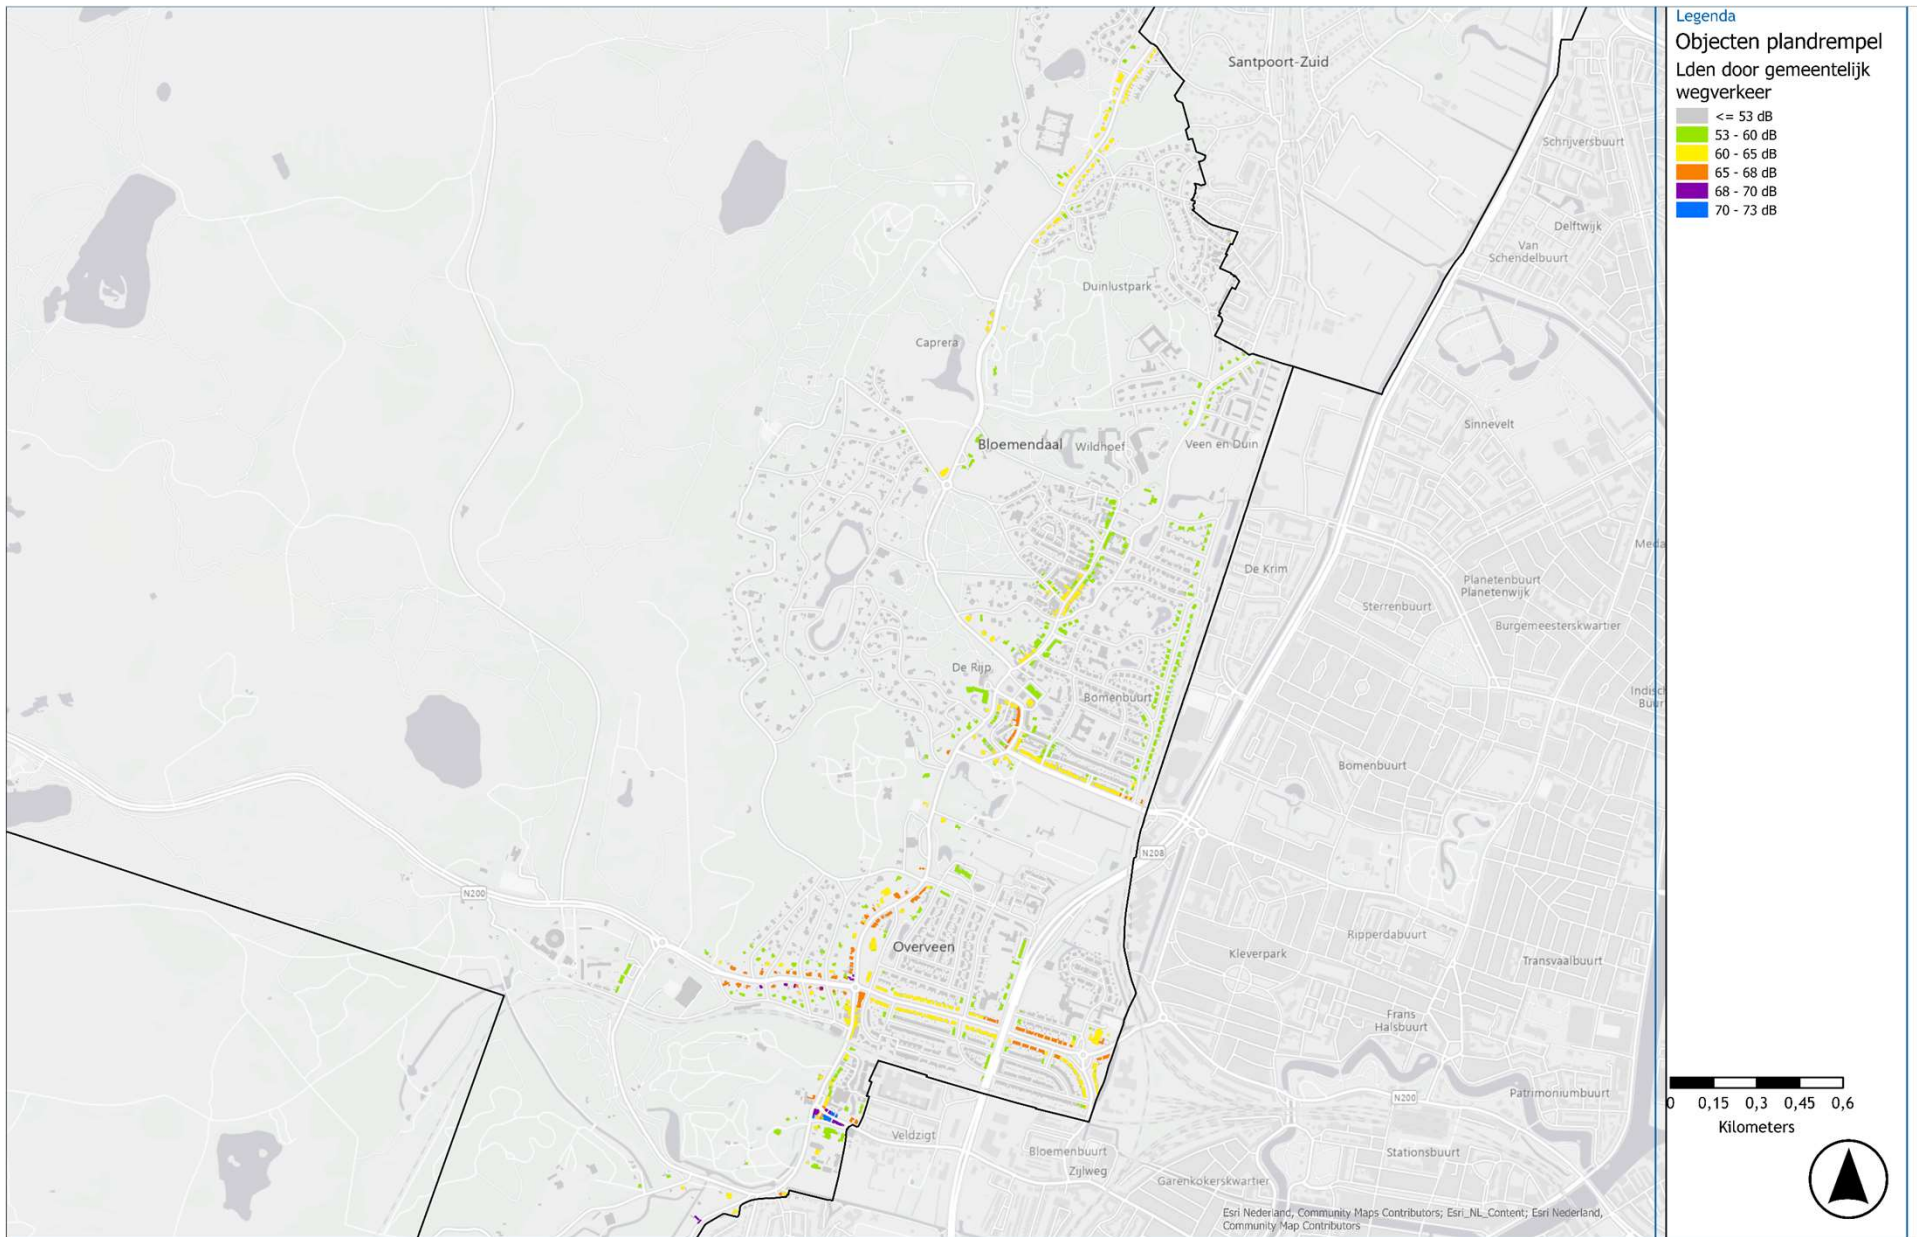 Legenda
Objecten plandrempel
Lden door gemeentelijk
wegverkeer
<= 53 dB
53 - 60 dB
60 - 65 dB
65 - 68 dB
68 - 70 dB
70 - 73 dB
Santpoort-Zuid
Schrijversbuurt
Delftwijk
Van
Schendelbuurt
Duinlustpark
Caprera
Sinnevelt
Bloemendaal
Wildhoef
Veen en Duin
Meda
De Krim
Planetenbuurt
Planetenwijk
Sterrenbuurt
Burgemeesterskwartier
De Rijp
Bomenbuurt
Indisch
Buur
Bomenbuurt
N208
N200
Overveen
Ripperdabuurt
Kleverpark
Transvaalbuurt
Frans
Halsbuurt
N200
Patrimoniumbuurt
Veldzigt
Bloemenbuurt
Zijlweg
Stationsbuurt
Garenkokerskwartier
0 0,15 0,3 0,45 0,6
Kilometers
Esri Nederland, Community Maps Contributors; Esri_NL_Content; Esri Nederland,
Community Map Contributors